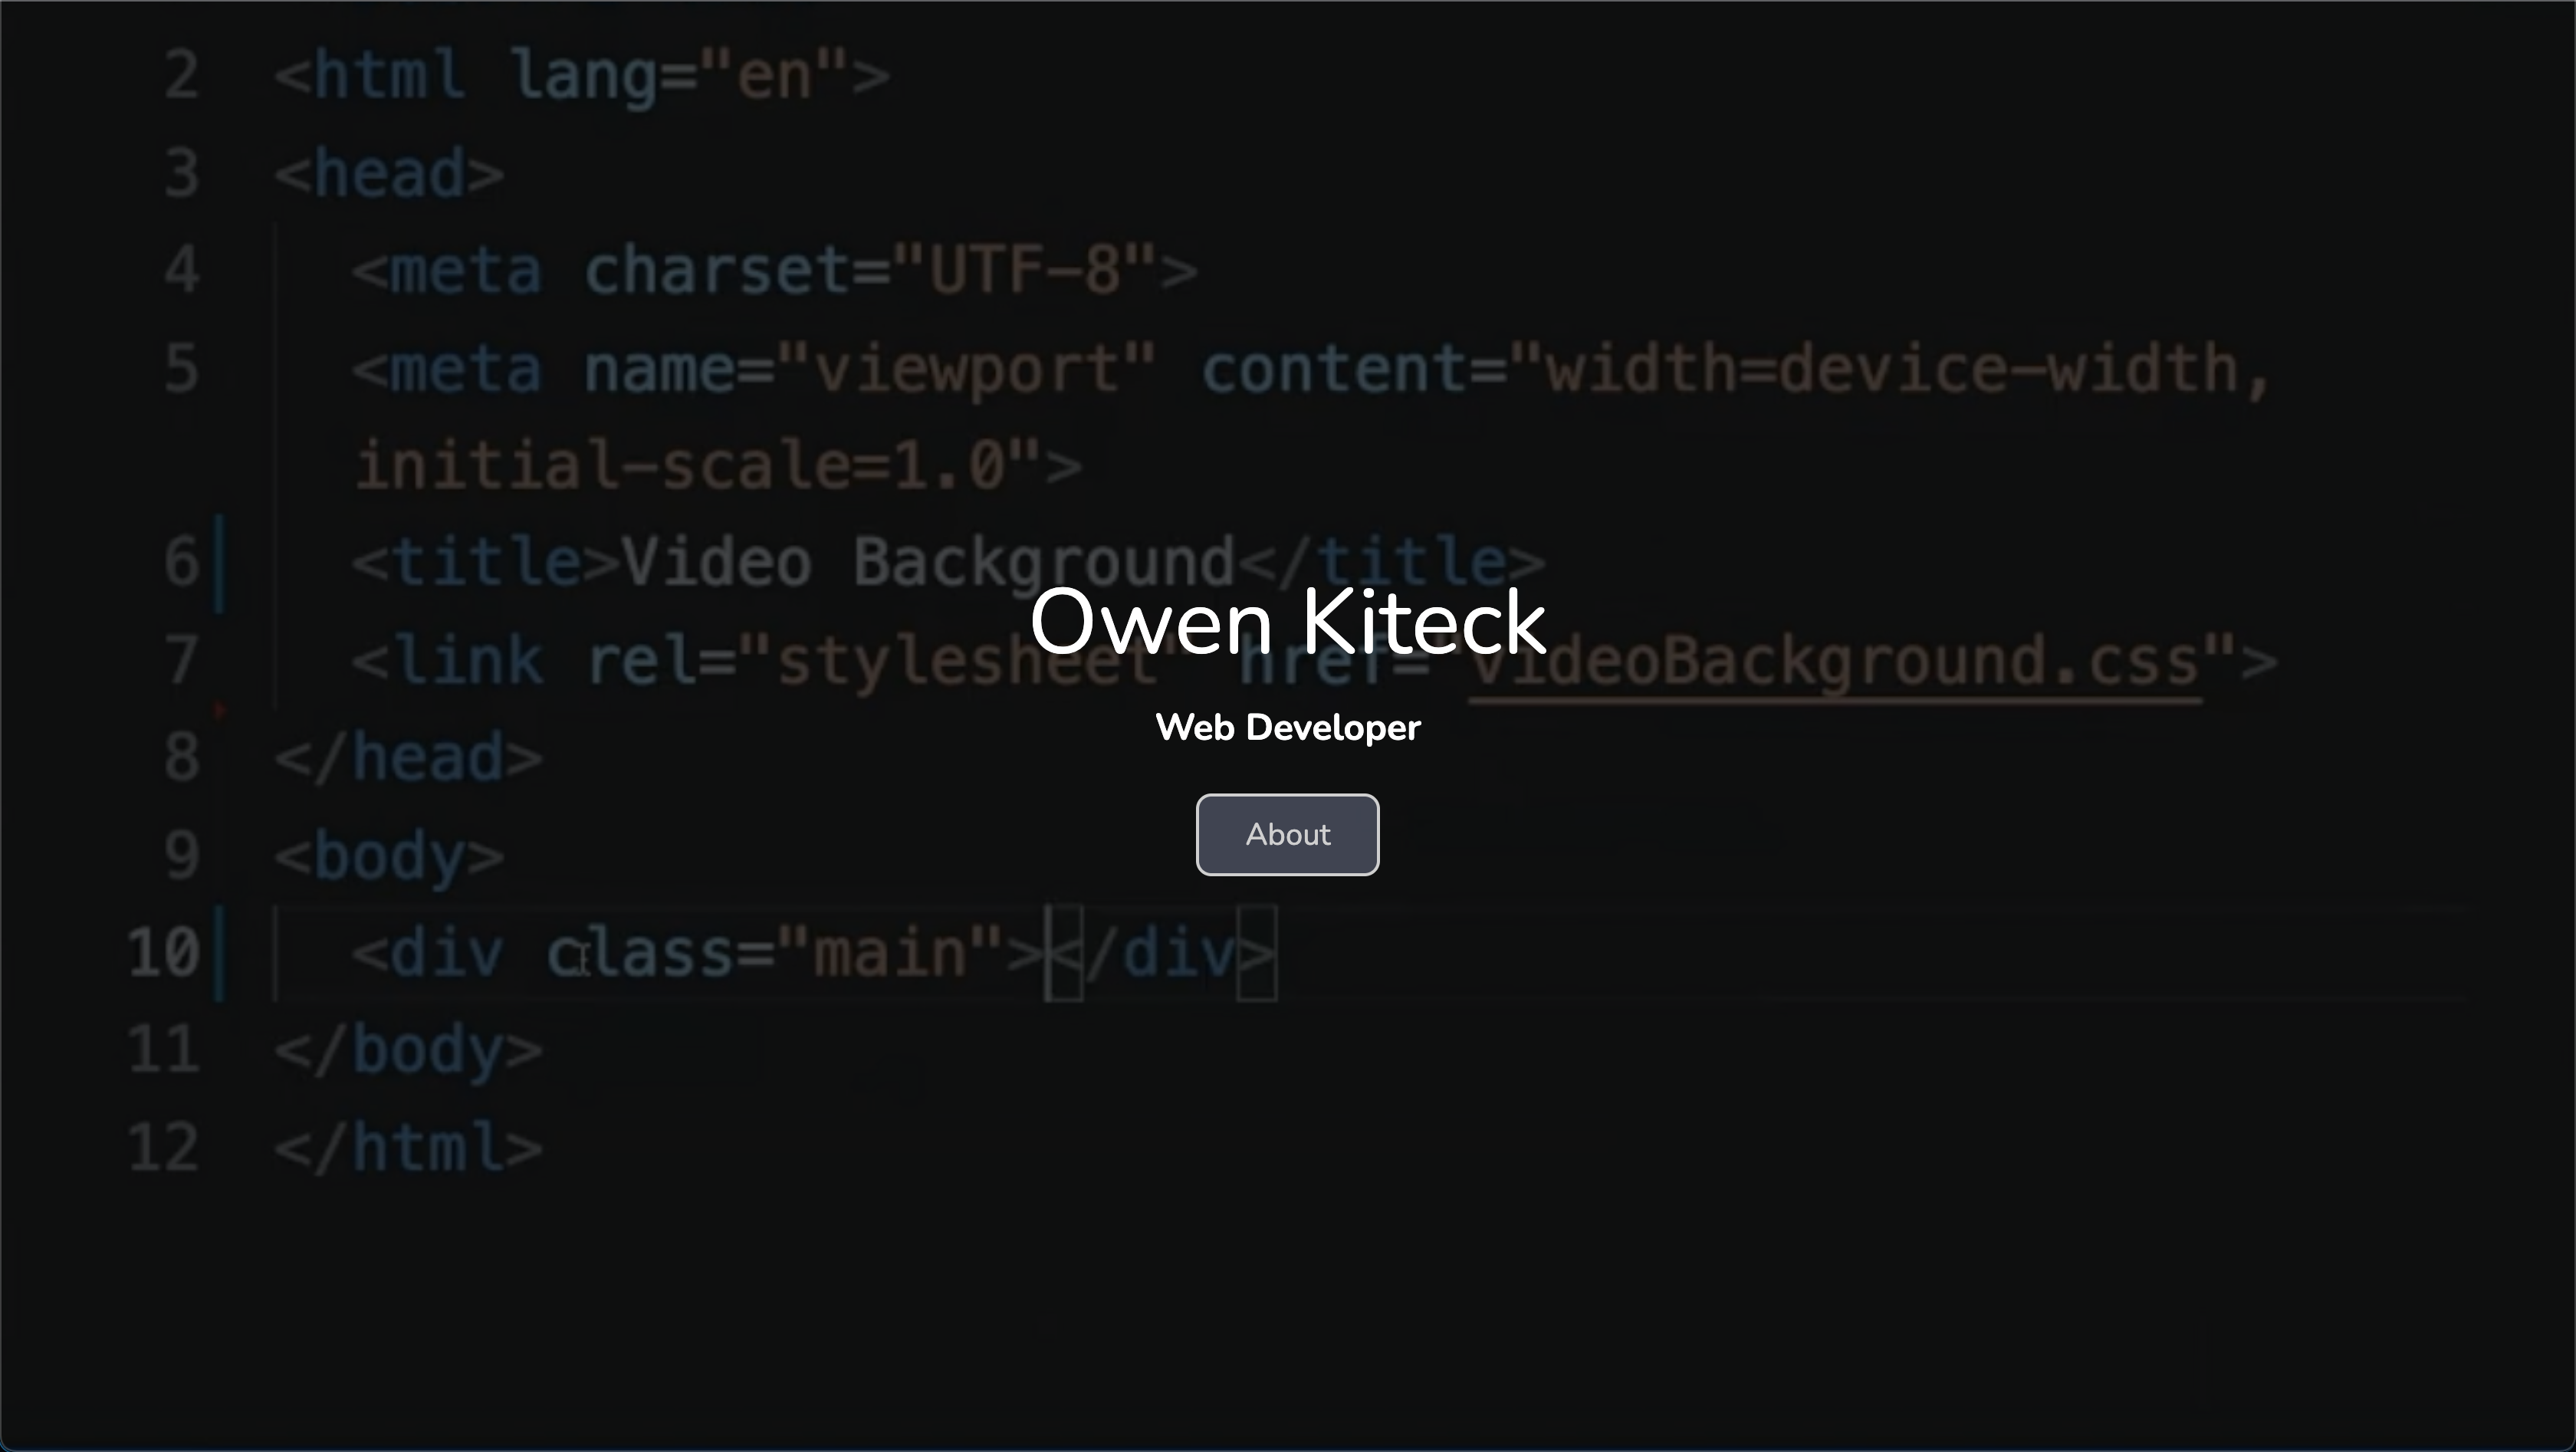 2 <html lang="en">
3 <head>
4 <meta charset="UTF-8">
5 <meta name="viewport" content="width=device-width,
initial-scale=1.0">
6 <title>Video Background</title>
Owen Kiteck
7 <link rel="stylesheet" href="videoBackground.css">
Web Developer
8 </head>
About
9 <body>
10 <div class="main"></div>
11 </body>
12 </html>